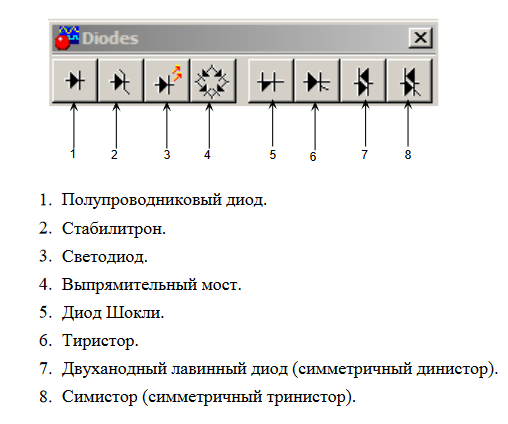 Diodes
1 2 3 4 5 6 7 8
1. Полупроводниковый диод.
2. Стабилитрон.
3. Светодиод.
4. Выпрямительный мост.
5. Диод Шокли.
6. Тиристор.
7. Двуханодный лавинный диод (симметричный динистор).
8. Симистор (симметричный тринистор).